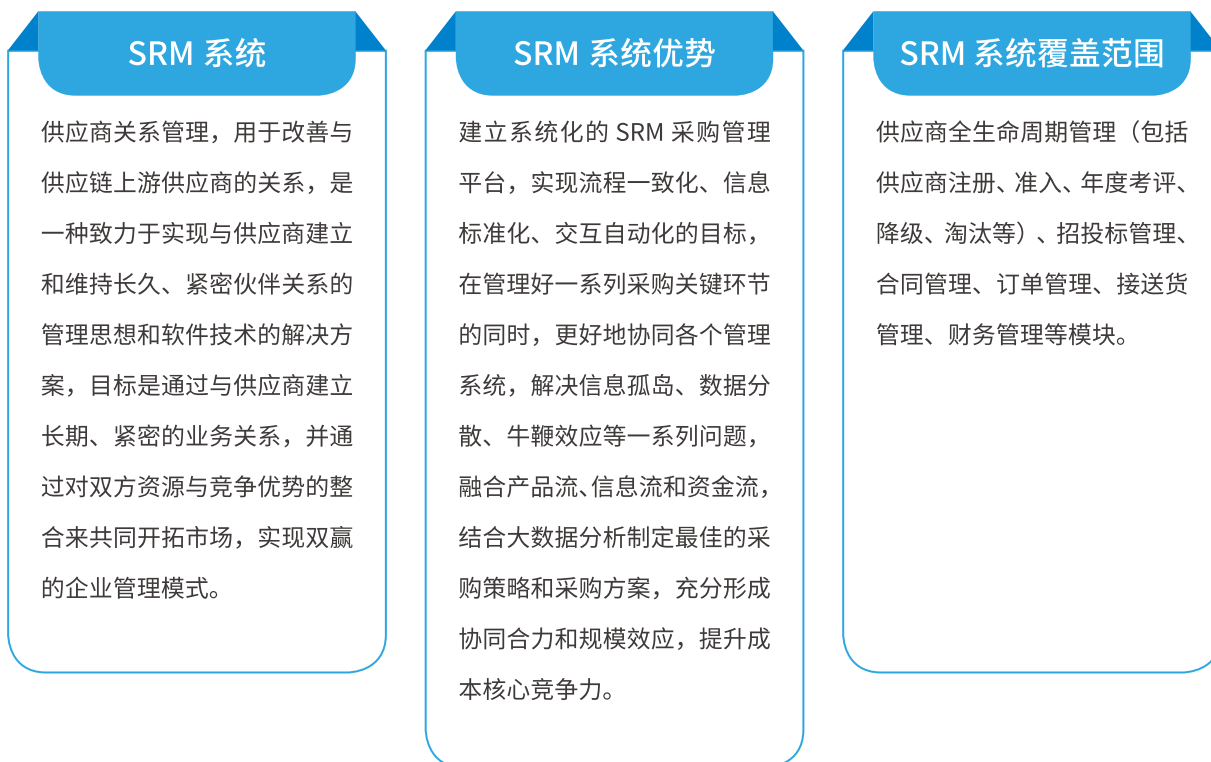 SRM 系统
供应商关系管理，用于改善与
供应链上游供应商的关系，是
一种致力于实现与供应商建立
和维持长久、紧密伙伴关系的
管理思想和软件技术的解决方
案，目标是通过与供应商建立
长期、紧密的业务关系，并通
过对双方资源与竞争优势的整
合来共同开拓市场，实现双赢
的企业管理模式。
SRM 系统优势
建立系统化的 SRM 采购管理
平台，实现流程一致化、信息
标准化、交互自动化的目标，
在管理好一系列采购关键环节
的同时，更好地协同各个管理
系统，解决信息孤岛、数据分
散、牛鞭效应等一系列问题，
融合产品流、信息流和资金流，
结合大数据分析制定最佳的采
购策略和采购方案，充分形成
协同合力和规模效应，提升成
本核心竞争力。
SRM 系统覆盖范围
供应商全生命周期管理（包括
供应商注册、准入、年度考评、
降级、淘汰等）、招投标管理、
合同管理、订单管理、接送货
管理、财务管理等模块。